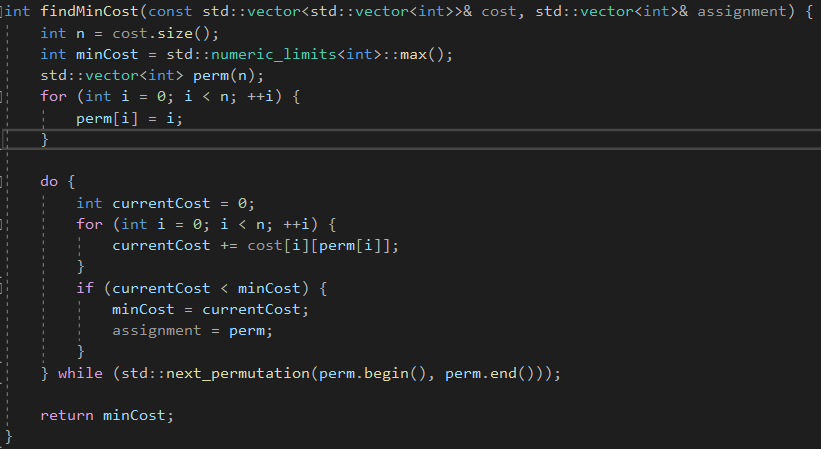 int findMinCost(const std::vector<std::vector<int>>& cost, std::vector<int>& assignment) {
    int n = cost.size();
    int minCost = std::numeric_limits<int>::max();
    std::vector<int> perm(n);
    for (int i = 0; i < n; ++i) {
        perm[i] = i;
    }

    do {
        int currentCost = 0;
        for (int i = 0; i < n; ++i) {
            currentCost += cost[i][perm[i]];
        }
        if (currentCost < minCost) {
            minCost = currentCost;
            assignment = perm;
        }
    } while (std::next_permutation(perm.begin(), perm.end()));

    return minCost;
}